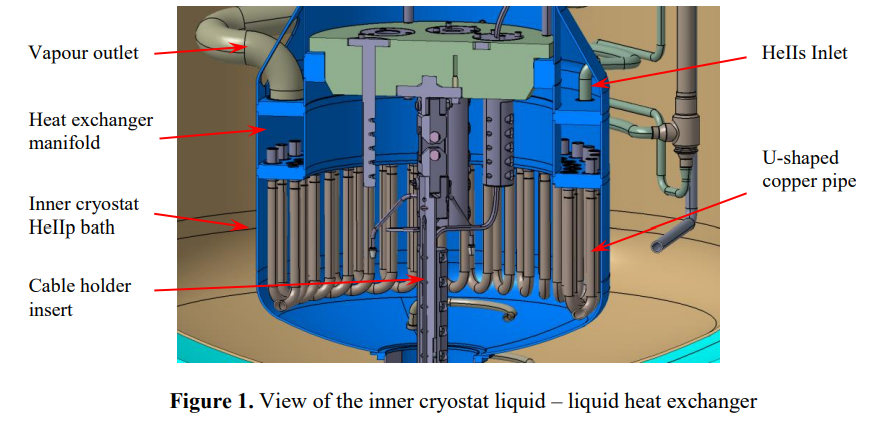 Vapour outlet
HeIIs Inlet
Heat exchanger
manifold
U-shaped
copper pipe
Inner cryostat
HeIIp bath
Cable holder
insert
Figure 1. View of the inner cryostat liquid – liquid heat exchanger